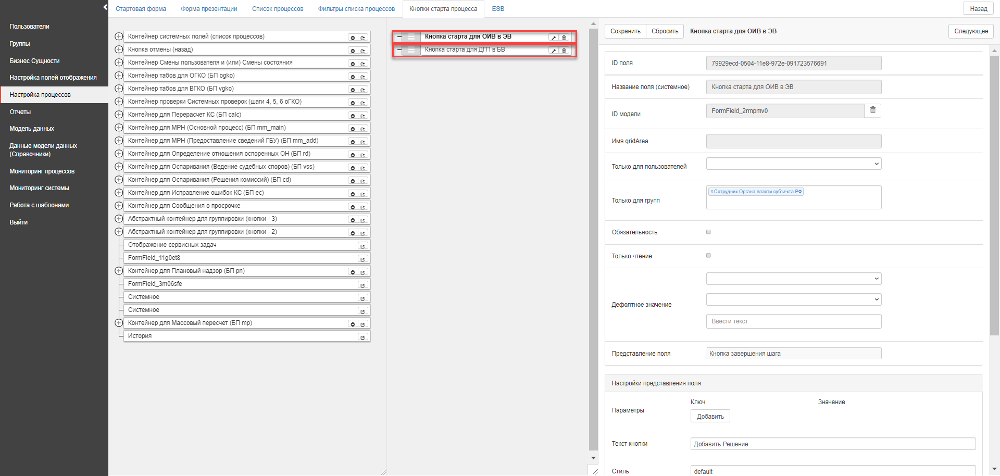 Стартовая форма
Форма презентации
Список процессов
Фильтры списка процессов
Кнопки старта процесса
ESB
Назад
Пользователи
Группы
Бизнес Сущности
Настройка полей отображения
Настройка процессов
Отчеты
Модель данных
Данные модели данных
(Справочники)
Мониторинг процессов
Мониторинг системы
Работа с шаблонами
Выйти
Контейнер системных полей (список процессов)
Кнопка отмены (назад)
Контейнер Смены пользователя и (или) Смены состояния
Контейнер табов для ОГКО (БП ogko)
Контейнер табов для ВГКО (БП vgko)
Контейнер проверки Системных проверок (шаги 4, 5, 6 оГКО)
Контейнер для Перерасчет КС (БП calc)
Контейнер для МРН (Основной процесс) (БП mm_main)
Контейнер для МРН (Предоставление сведений ГБУ) (БП mm_add)
Контейнер для Определение отношения оспоренных ОН (БП rd)
Контейнер для Оспаривания (Ведение судебных споров) (БП vss)
Контейнер для Оспаривания (Решения комиссий) (БП cd)
Контейнер для Исправление ошибок КС (БП ec)
Контейнер для Сообщения о просрочке
Абстрактный контейнер для группировки (кнопки - 3)
Абстрактный контейнер для группировки (кнопки - 2)
Отображение сервисных задач
FormField_11g0et8
Контейнер для Плановый надзор (БП pn)
FormField_3m06sfe
Системное
Системное
Контейнер для Массовый пересчет (БП mp)
История
Кнопка старта для ОИВ в ЭВ
Кнопка старта для ДГП в БВ
Сохранить
Сбросить
Кнопка старта для ОИВ в ЭВ
Следующее
ID поля
79929ecd-0504-11e8-972e-091723576691
Название поля (системное)
Кнопка старта для ОИВ в ЭВ
ID модели
FormField_2rmpmv0
Имя gridArea
Только для пользователей
Только для групп
×Сотрудник Органа власти субъекта РФ
Обязательность
Только чтение
Дефолтное значение
Ввести текст
Представление поля
Кнопка завершения шага
Настройки представления поля
Параметры
Ключ
Значение
Добавить
Текст кнопки
Добавить Решение
Стиль
default